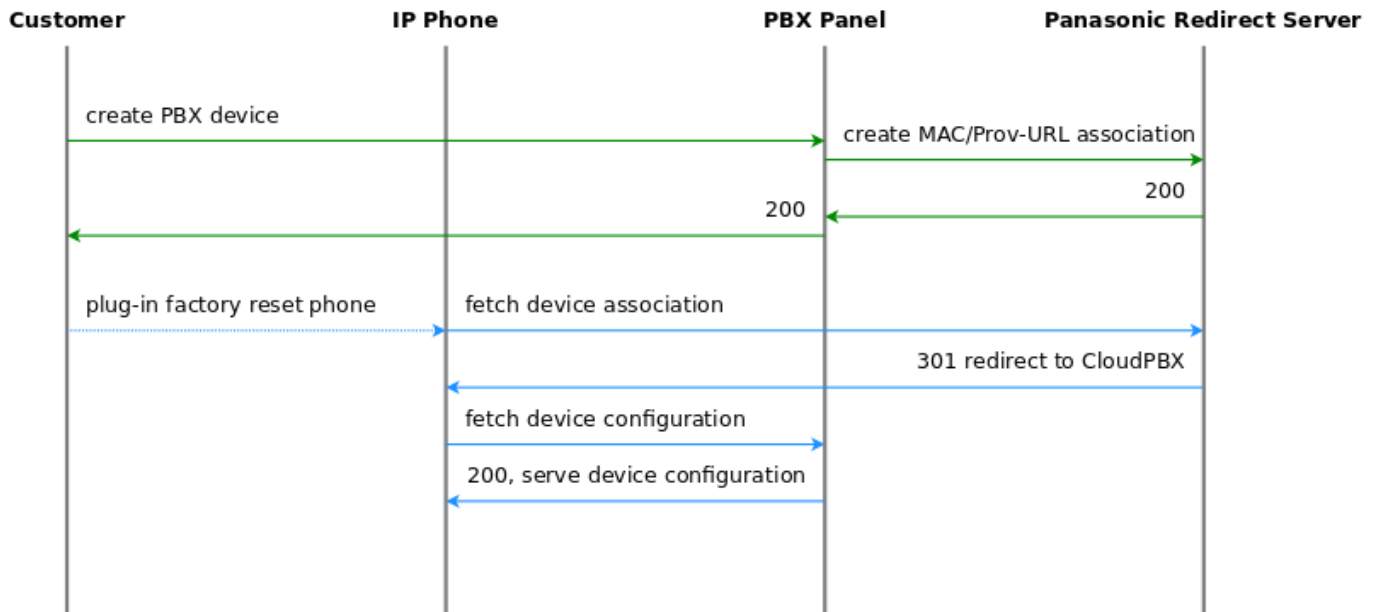 Customer
IP Phone
PBX Panel
Panasonic Redirect Server
create PBX device
create MAC/Prov-URL association
200
200
plug-in factory reset phone
fetch device association
301 redirect to CloudPBX
fetch device configuration
200, serve device configuration